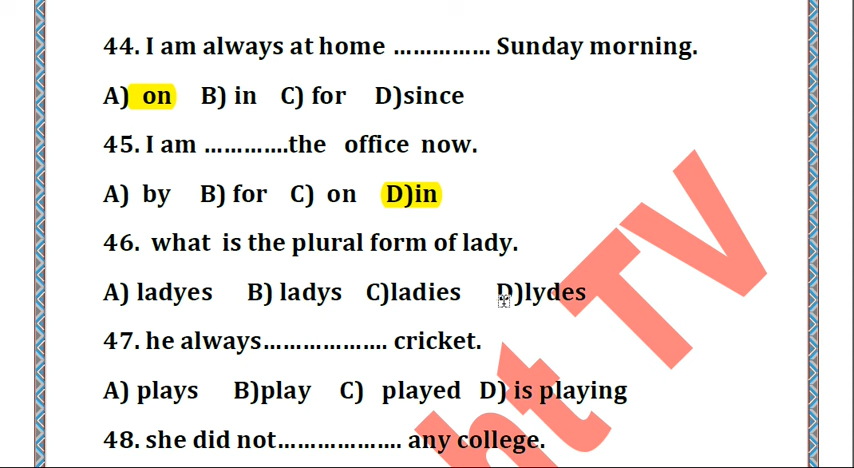 44. I am always at home …………… Sunday morning.
A) on B) in C) for D)since
45. I am ………….the office now.
A) by B) for C) on D)in
46. what is the plural form of lady.
A) ladyes B) ladys C)ladies D)lydes
47. he always………………. cricket.
A) plays B)play C) played D) is playing
48. she did not………………. any college.
ht TV